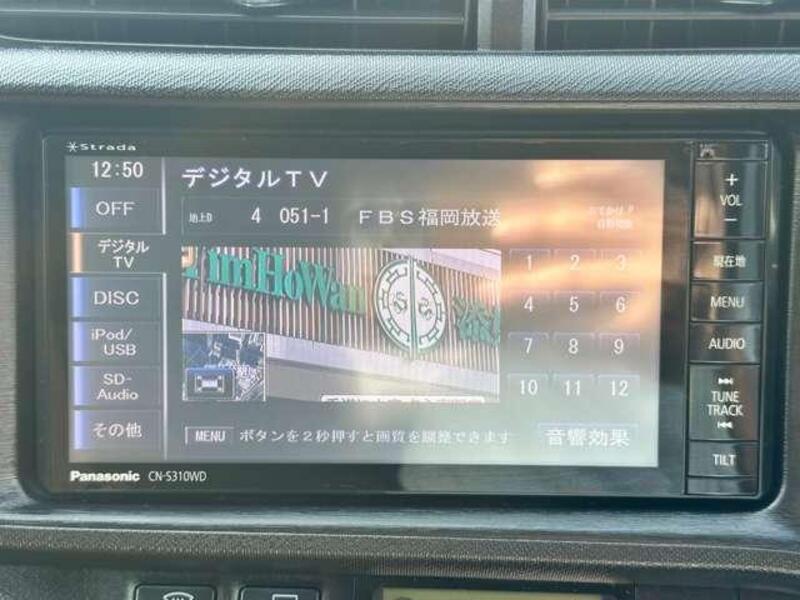 Strada
12:50
デジタルTV
OFF
地上D 4 051-1 FBS福岡放送
デジタル
TV
TimHoWan 添
DISC
1 2 3
4 5 6
7 8 9
10 11 12
iPod/
USB
SD-
Audio
その他
MENU ボタンを2秒押すと画質を調整できます
音響効果
Panasonic CN-S310WD
+
VOL
−
現在地
MENU
AUDIO
TUNE
TRACK
TILT